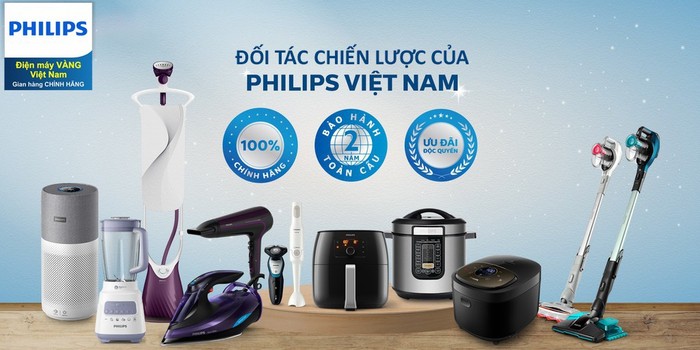 PHILIPS
Điện máy VÀNG
Việt Nam
Gian hàng CHÍNH HÃNG
ĐỐI TÁC CHIẾN LƯỢC CỦA
PHILIPS VIỆT NAM
100%
CHÍNH HÃNG
BẢO HÀNH
2
NĂM
TOÀN CẦU
ƯU ĐÃI
ĐỘC QUYỀN
PHILIPS